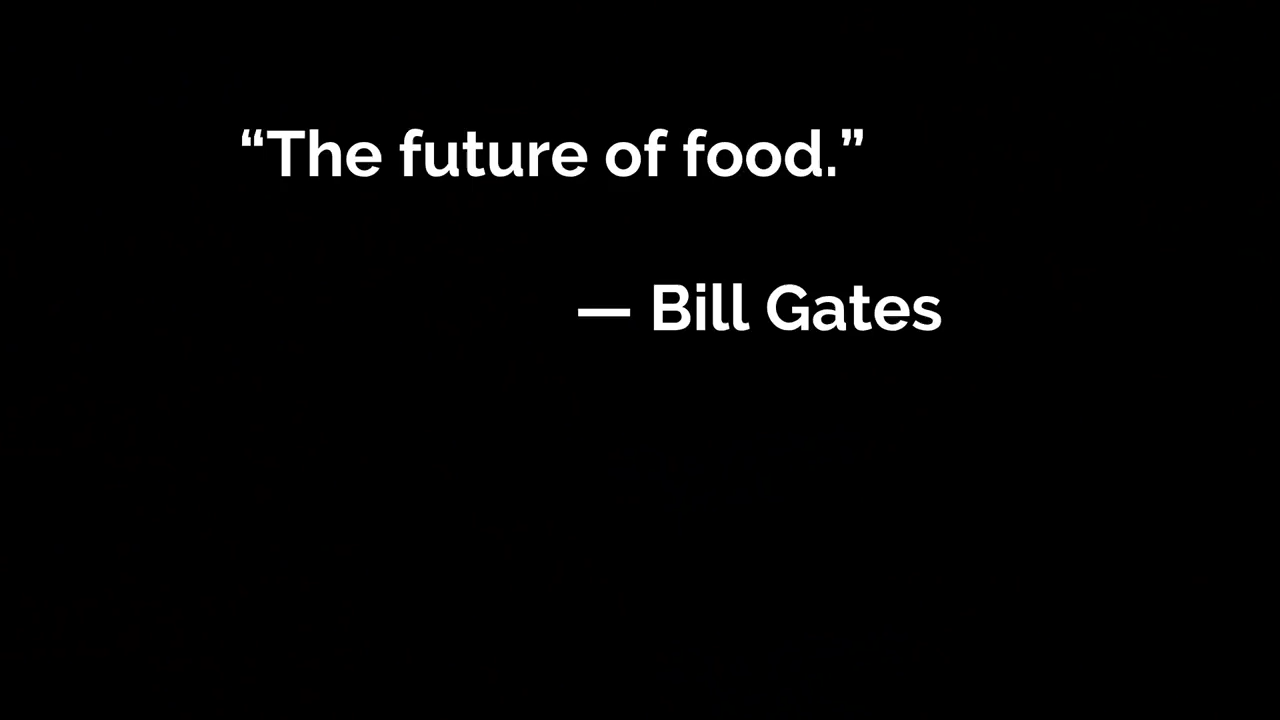 “The future of food.”
— Bill Gates